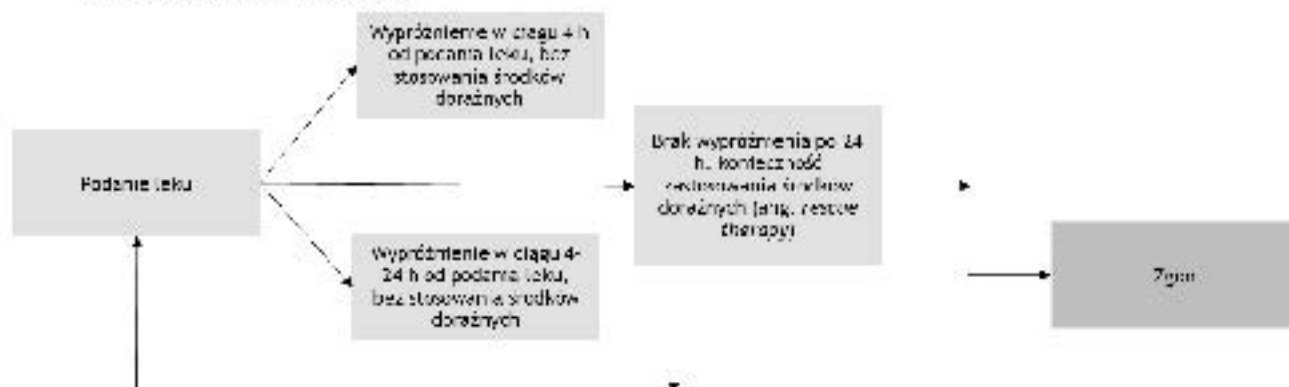 Wypróżnienie w ciągu 4 h
od podania leku, bez
stosowania środków
doraźnych
Podanie leku
Brak wypróżnienia po 24
h., konieczność
zastosowania środków
doraźnych (ang. rescue
therapy)
Wypróżnienie w ciągu 4-
24 h od podania leku,
bez stosowania środków
doraźnych
Zgon